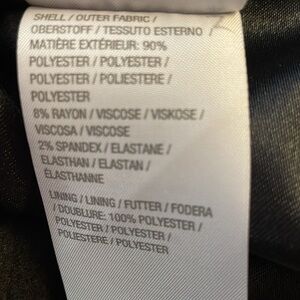 SHELL / OUTER FABRIC /
OBERSTOFF / TESSUTO ESTERNO /
MATIÈRE EXTÉRIEUR: 90%
POLYESTER / POLYESTER /
POLYESTER / POLIESTERE /
POLYESTER
8% RAYON / VISCOSE / VISKOSE /
VISCOSA / VISCOSE
2% SPANDEX / ELASTANE /
ELASTHAN / ELASTAN /
ÉLASTHANNE
LINING / LINING / FUTTER / FODERA
/ DOUBLURE: 100% POLYESTER /
POLYESTER / POLYESTER /
POLIESTERE / POLYESTER